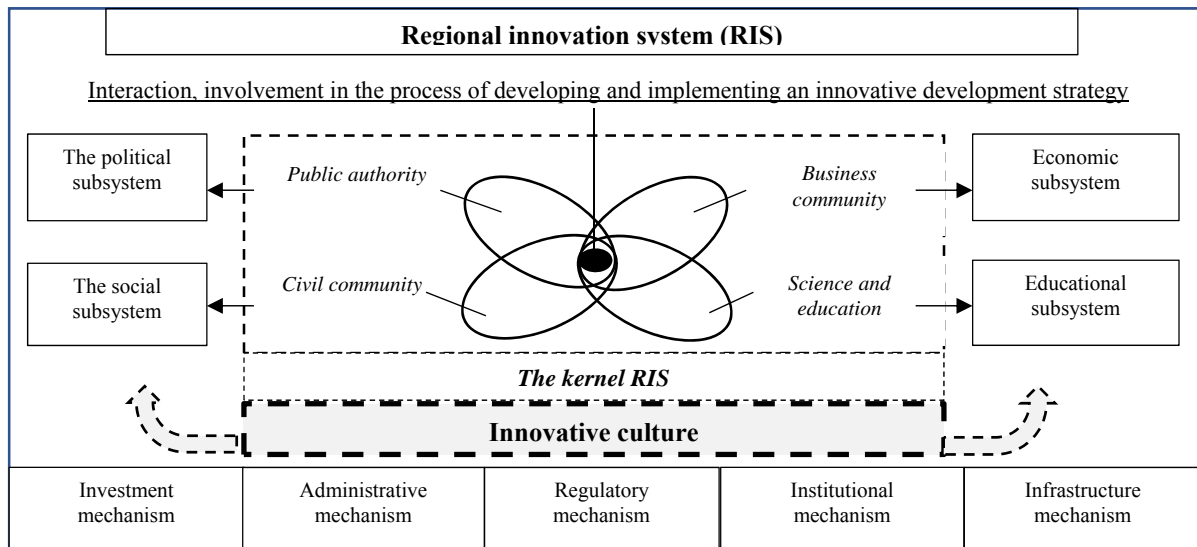 Regional innovation system (RIS)
Interaction, involvement in the process of developing and implementing an innovative development strategy
The political
subsystem
Public authority
Business
community
Economic
subsystem
The social
subsystem
Civil community
Science and
education
Educational
subsystem
The kernel RIS
Innovative culture
Investment
mechanism
Administrative
mechanism
Regulatory
mechanism
Institutional
mechanism
Infrastructure
mechanism